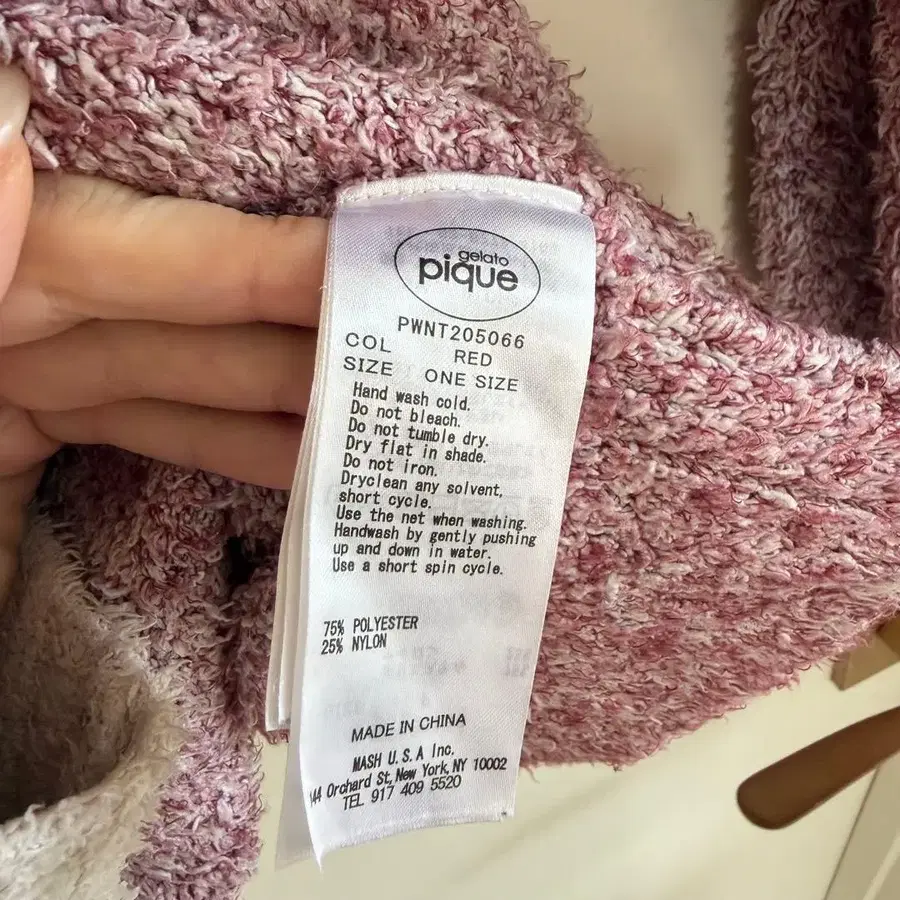 gelato
pique
PWNT205066
COL RED
SIZE ONE SIZE
Hand wash cold.
Do not bleach.
Do not tumble dry.
Dry flat in shade.
Do not iron.
Dryclean any solvent,
short cycle.
Use the net when washing.
Handwash by gently pushing
up and down in water.
Use a short spin cycle.
75% POLYESTER
25% NYLON
MADE IN CHINA
MASH U.S.A Inc.
Orchard St, New York, NY 10002
TEL 917 409 5520